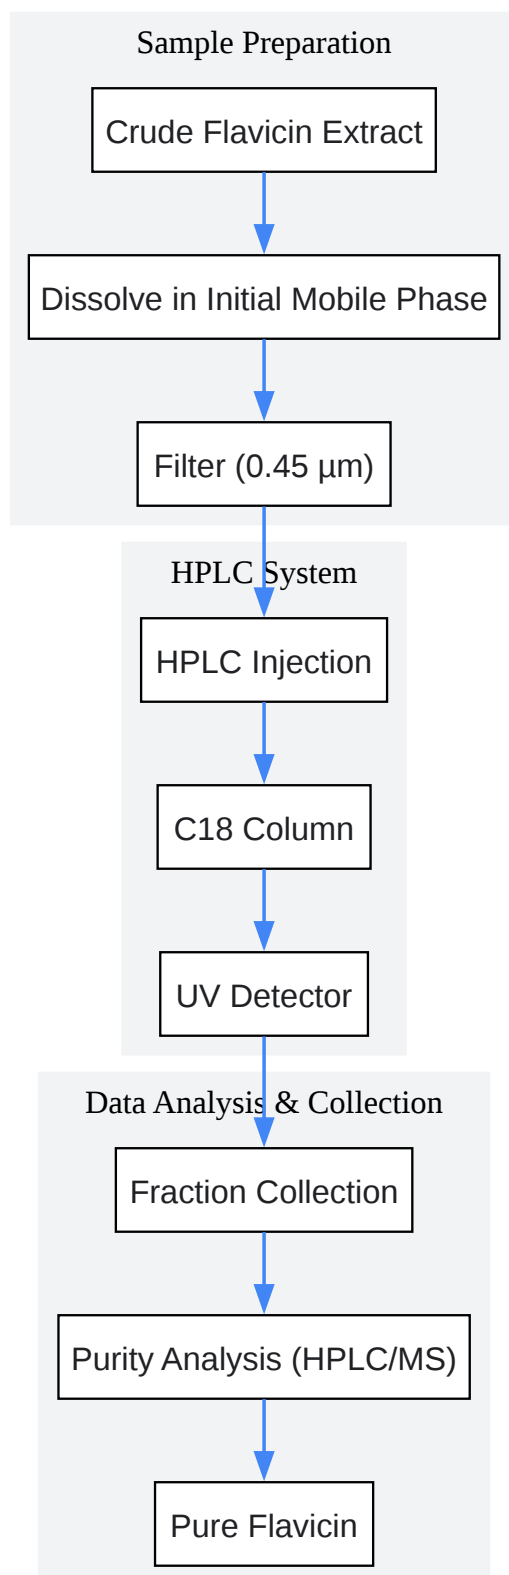 Sample Preparation
Crude Flavicin Extract
Dissolve in Initial Mobile Phase
Filter (0.45 µm)
HPLC System
HPLC Injection
C18 Column
UV Detector
Data Analysis & Collection
Fraction Collection
Purity Analysis (HPLC/MS)
Pure Flavicin